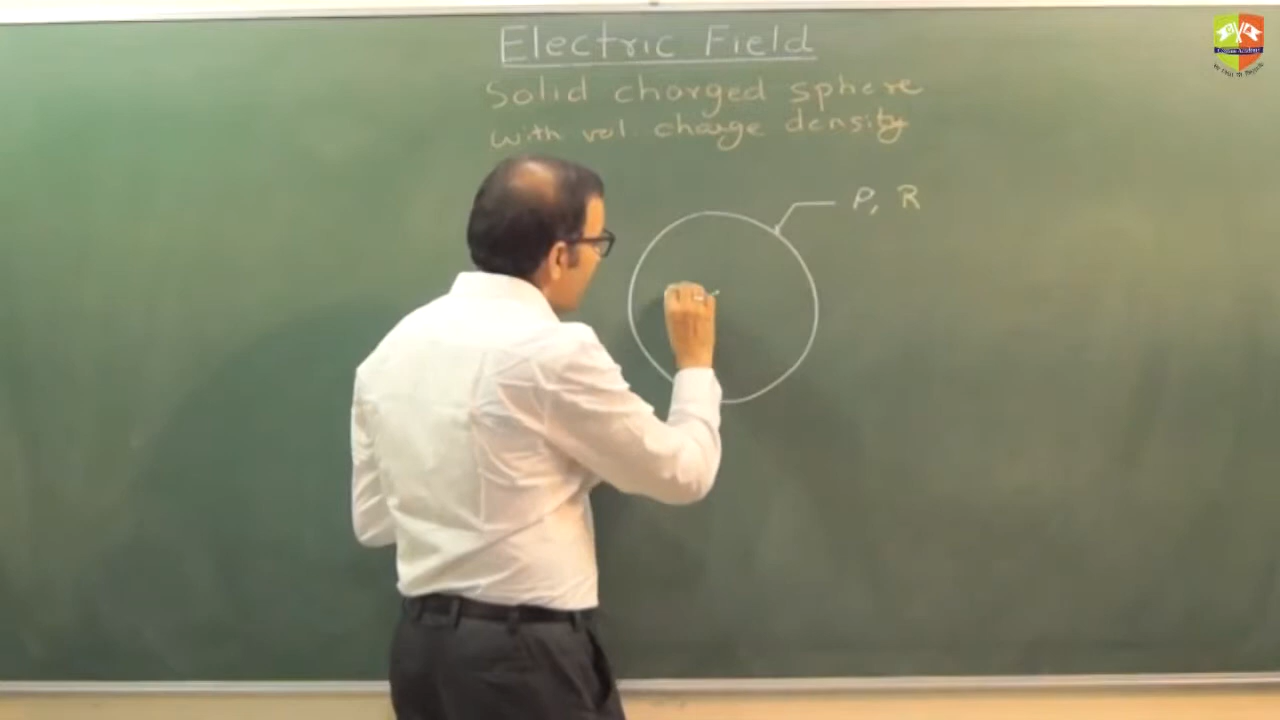 Electric Field
Solid charged sphere
with vol. charge density
ρ, R